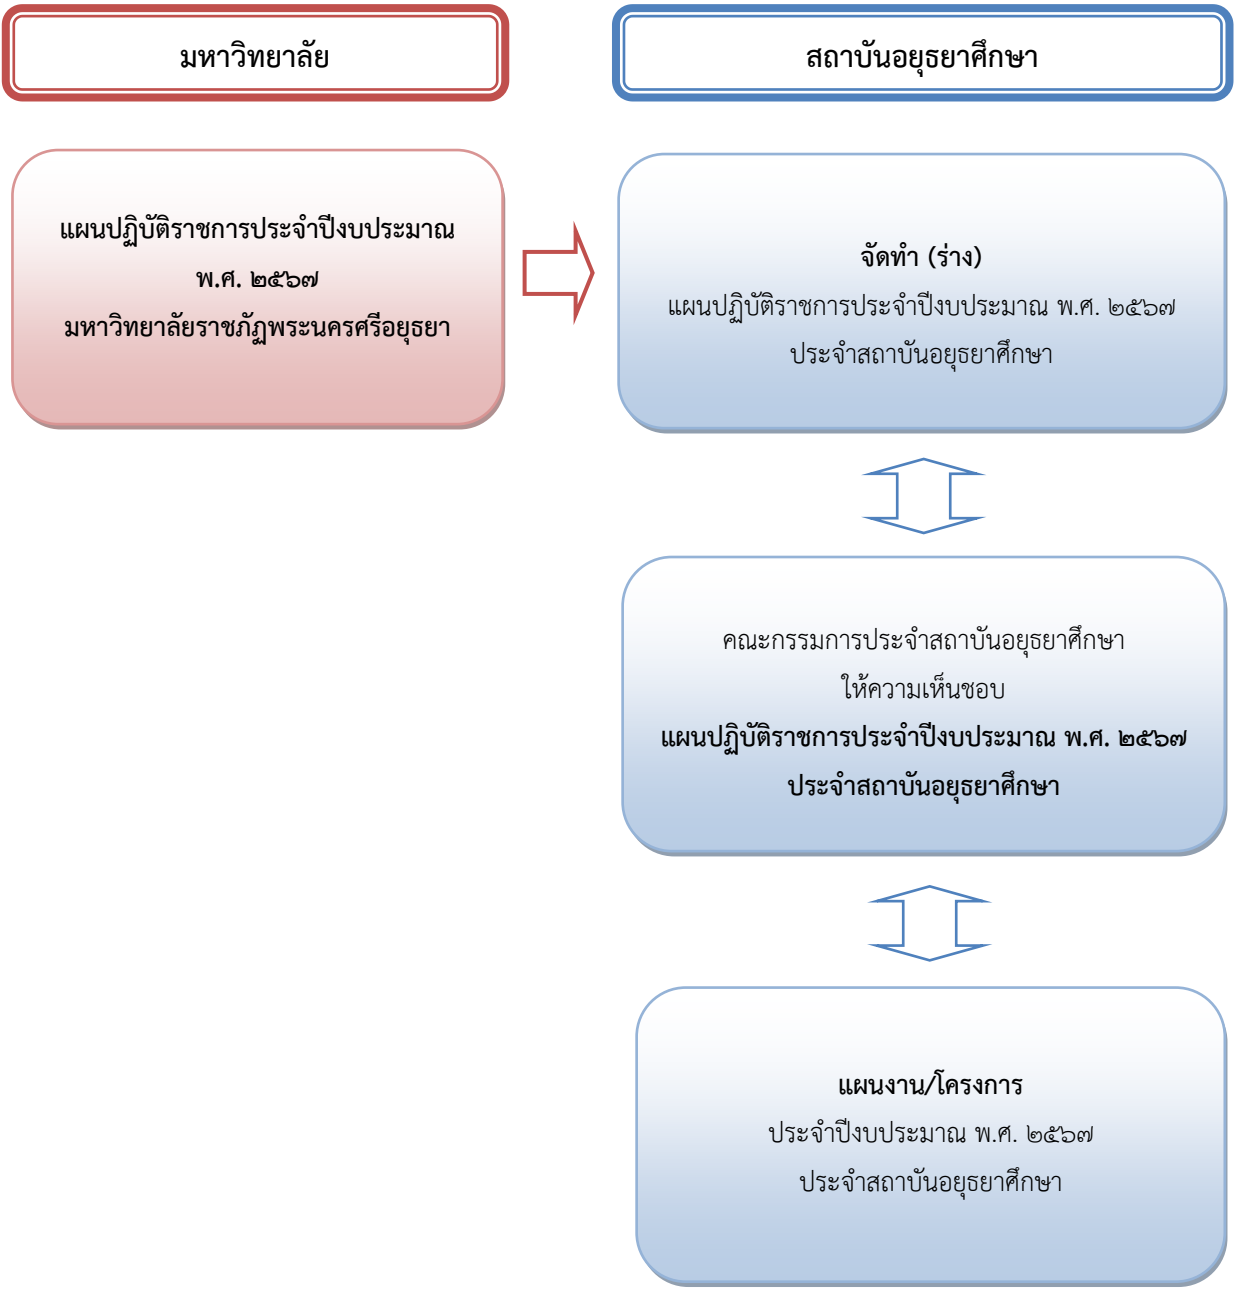 มหาวิทยาลัย
สถาบันอยุธยาศึกษา
แผนปฏิบัติราชการประจำปีงบประมาณ
พ.ศ. ๒๕๖๗
มหาวิทยาลัยราชภัฏพระนครศรีอยุธยา
จัดทำ (ร่าง)
แผนปฏิบัติราชการประจำปีงบประมาณ พ.ศ. ๒๕๖๗
ประจำสถาบันอยุธยาศึกษา
คณะกรรมการประจำสถาบันอยุธยาศึกษา
ให้ความเห็นชอบ
แผนปฏิบัติราชการประจำปีงบประมาณ พ.ศ. ๒๕๖๗
ประจำสถาบันอยุธยาศึกษา
แผนงาน/โครงการ
ประจำปีงบประมาณ พ.ศ. ๒๕๖๗
ประจำสถาบันอยุธยาศึกษา